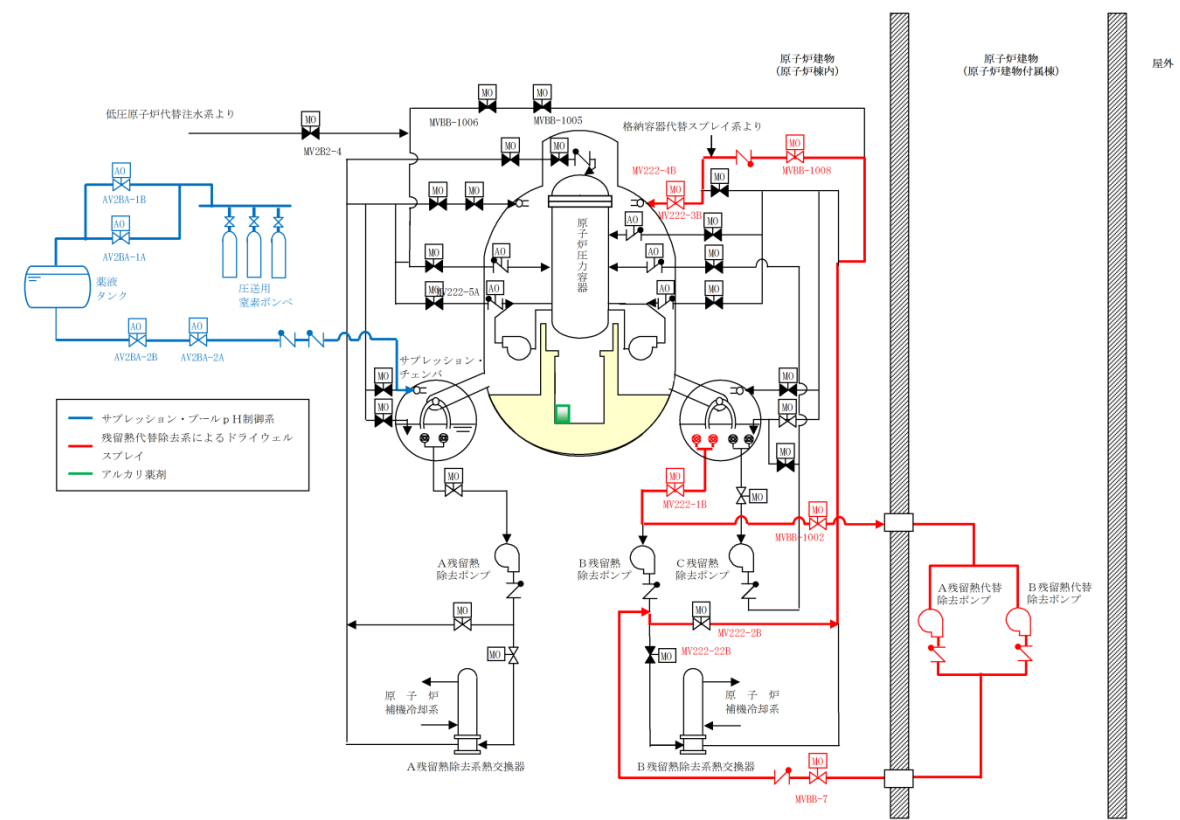 原子炉建物
(原子炉棟内)
原子炉建物
(原子炉建物付属棟)
屋外
MO
MO
MVBB-1006
MVBB-1005
低圧原子炉代替注水系より
MO
MV2B2-4
格納容器代替スプレイ系より
MO
MVBB-1008
MO
MO
MV222-4B
MO
MV222-3B
MO
AO
AV2BA-1B
AO
AV2BA-1A
MO
MO
AO
MO
原子炉圧力容器
MO
AO
AO
MO
MO
MV222-5A
AO
AO
MO
薬液
タンク
圧送用
窒素ボンベ
AO
AV2BA-2B
AO
AV2BA-2A
サプレッション・
チェンバ
MO
MO
MO
MO
MO
サプレッション・プールpH制御系
残留熱代替除去系によるドライウェル
スプレイ
アルカリ薬剤
MO
MO
MV222-1B
MO
MO
MVBB-1002
A残留熱
除去ポンプ
B残留熱
除去ポンプ
C残留熱
除去ポンプ
A残留熱代替
除去ポンプ
B残留熱代替
除去ポンプ
MO
MO
MV222-2B
MO
MV222-22B
MO
原子炉
補機冷却系
原子炉
補機冷却系
A残留熱除去系熱交換器
B残留熱除去系熱交換器
MO
MVBB-7